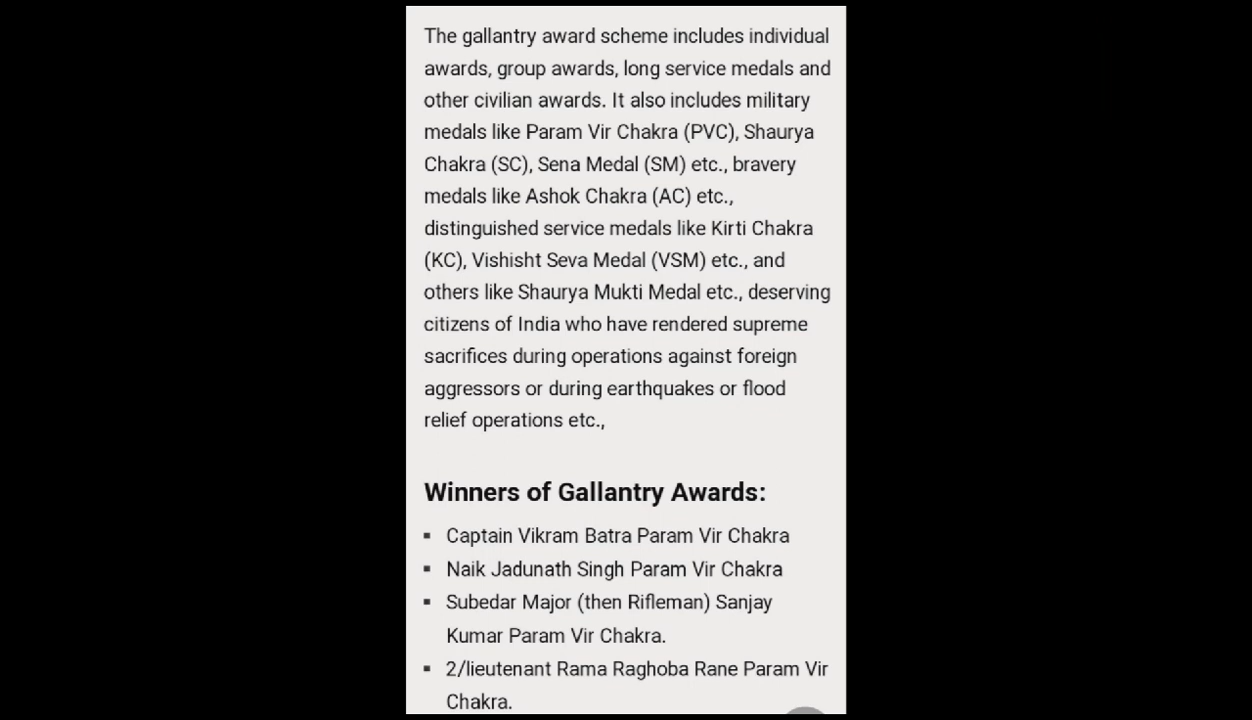 The gallantry award scheme includes individual
awards, group awards, long service medals and
other civilian awards. It also includes military
medals like Param Vir Chakra (PVC), Shaurya
Chakra (SC), Sena Medal (SM) etc., bravery
medals like Ashok Chakra (AC) etc.,
distinguished service medals like Kirti Chakra
(KC), Vishisht Seva Medal (VSM) etc., and
others like Shaurya Mukti Medal etc., deserving
citizens of India who have rendered supreme
sacrifices during operations against foreign
aggressors or during earthquakes or flood
relief operations etc.,
Winners of Gallantry Awards:
▪ Captain Vikram Batra Param Vir Chakra
▪ Naik Jadunath Singh Param Vir Chakra
▪ Subedar Major (then Rifleman) Sanjay
Kumar Param Vir Chakra.
▪ 2/lieutenant Rama Raghoba Rane Param Vir
Chakra.